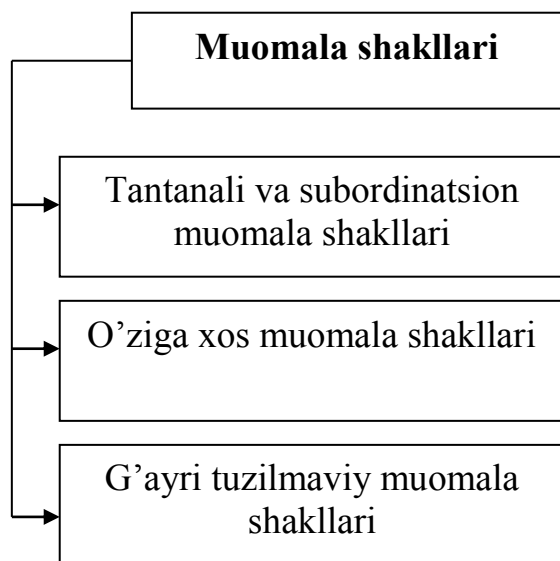 Muomala shakllari
Tantanali va subordinatsion
muomala shakllari
O’ziga xos muomala shakllari
G’ayri tuzilmaviy muomala
shakllari